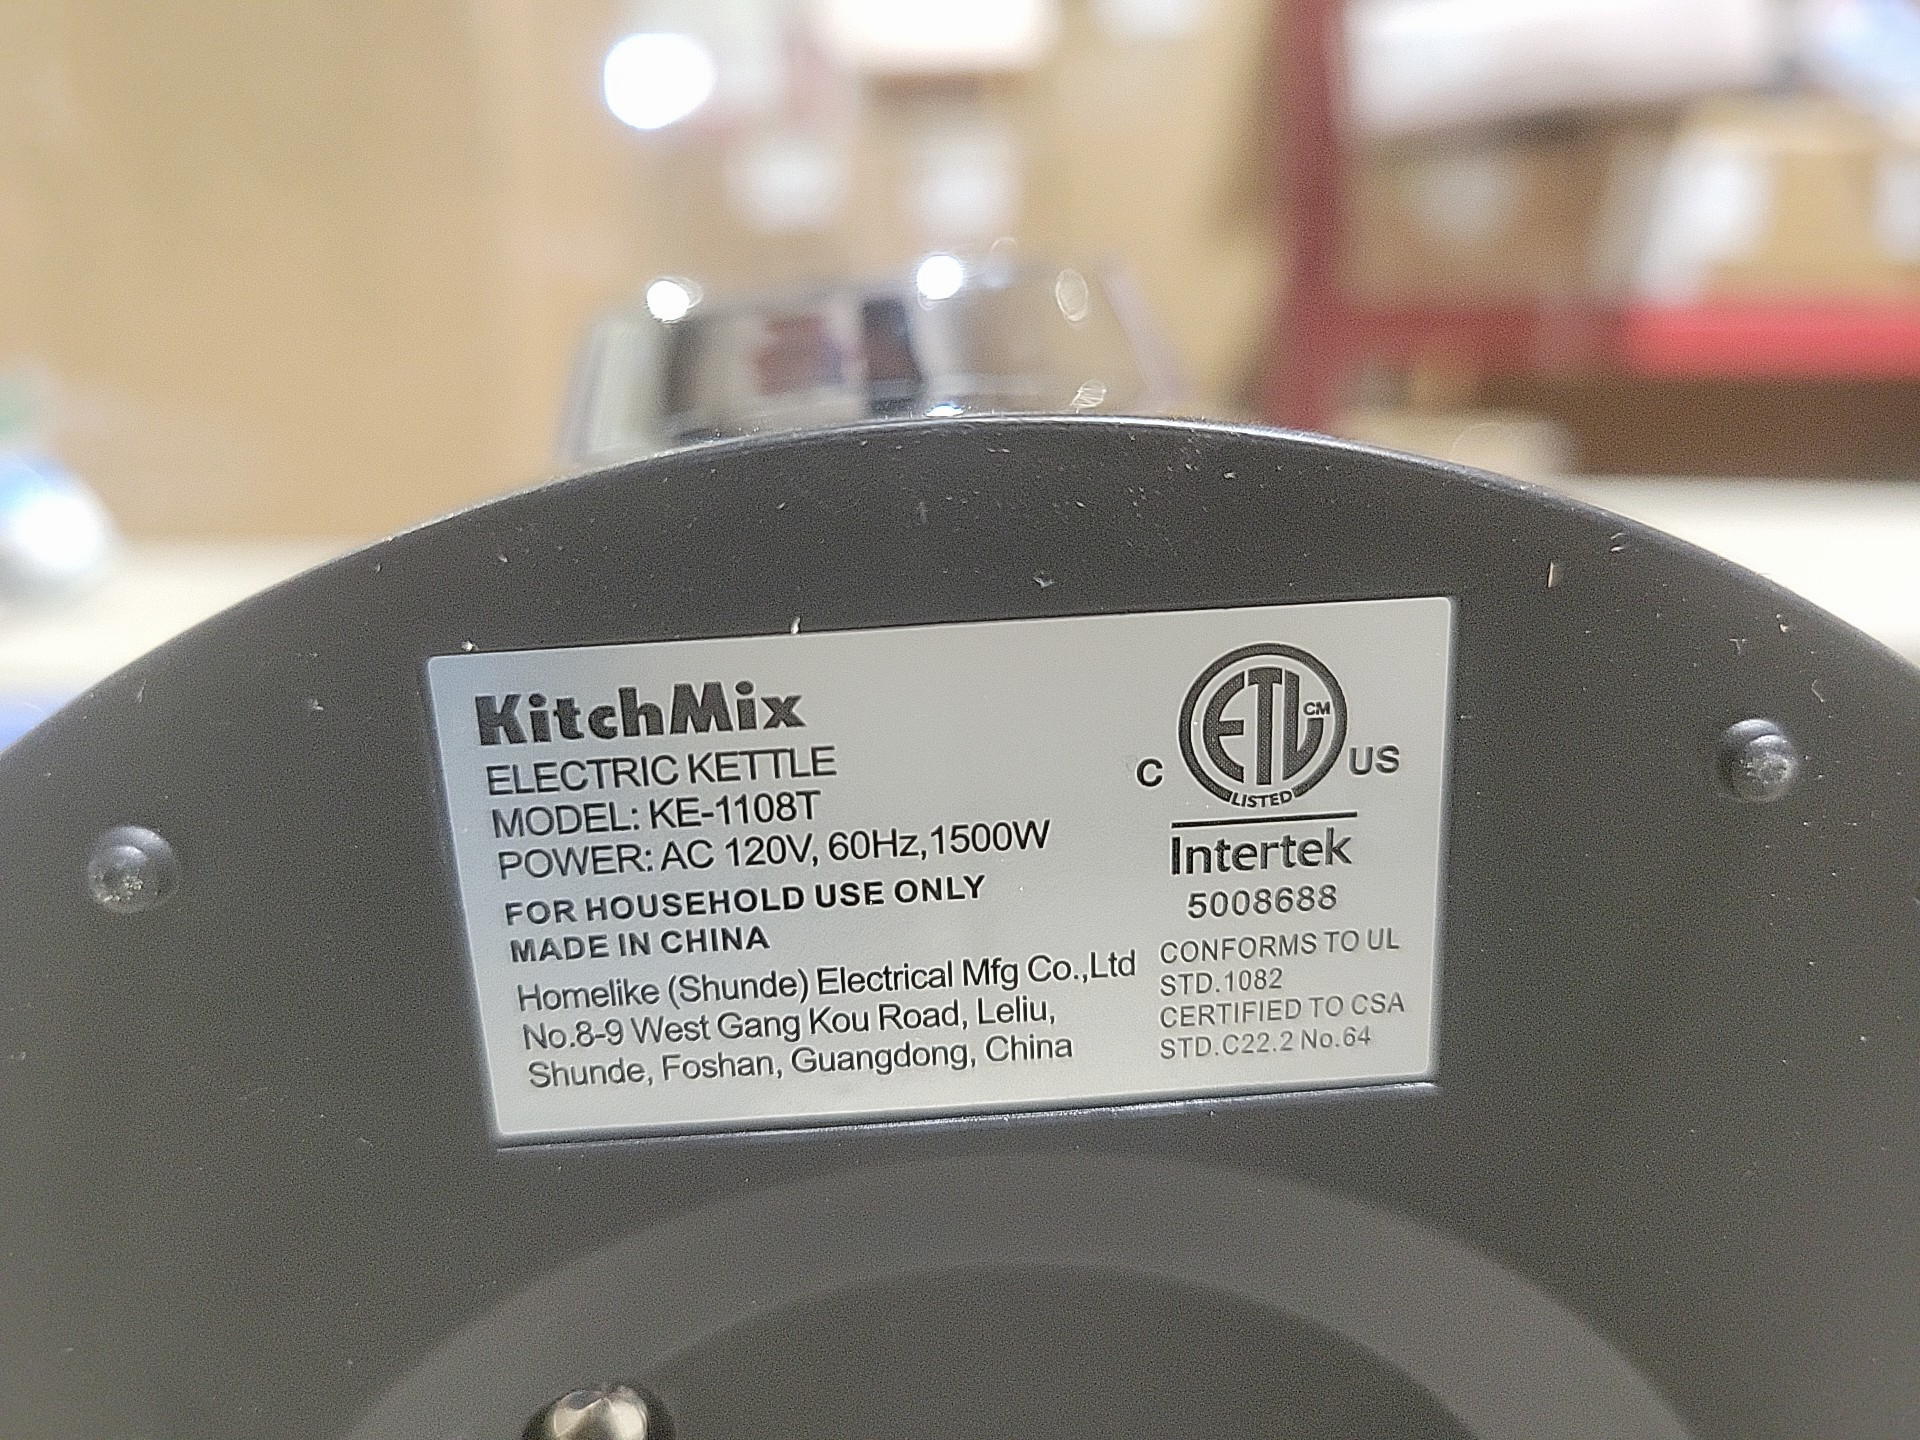 KitchMix
ELECTRIC KETTLE
MODEL: KE-1108T
POWER: AC 120V, 60Hz,1500W
FOR HOUSEHOLD USE ONLY
MADE IN CHINA
Homelike (Shunde) Electrical Mfg Co.,Ltd
No.8-9 West Gang Kou Road, Leliu,
Shunde, Foshan, Guangdong, China
ETL CM
C US
LISTED
Intertek
5008688
CONFORMS TO UL
STD.1082
CERTIFIED TO CSA
STD.C22.2 No.64